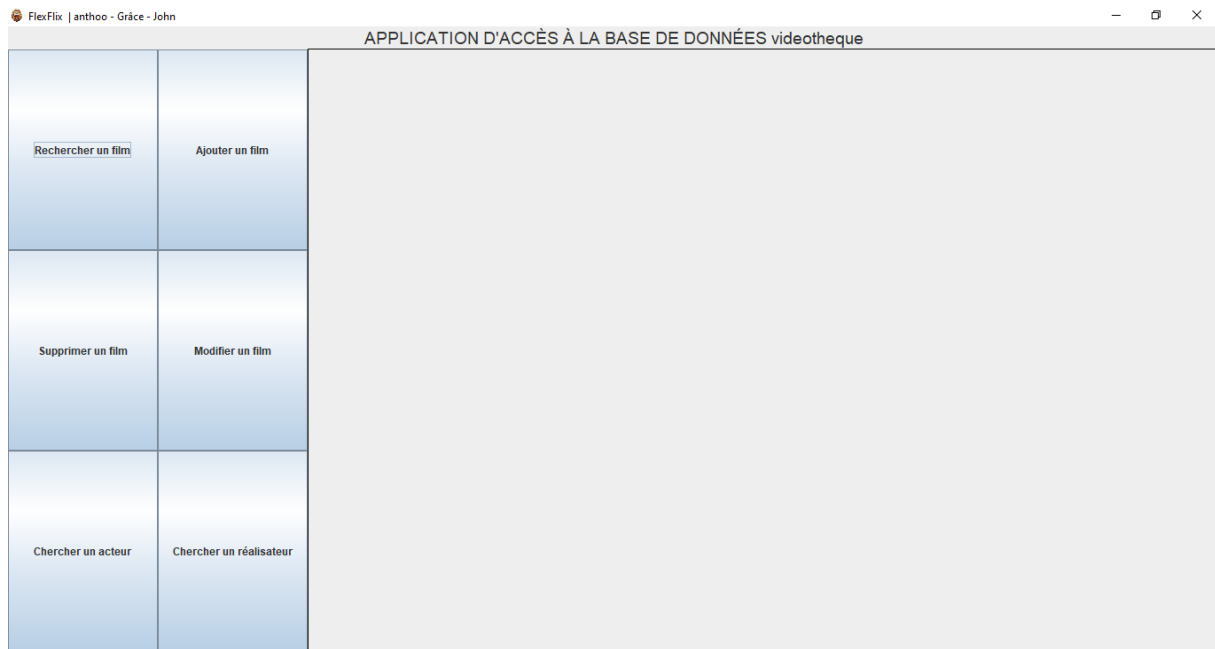 FlexFlix | anthoo - Grâce - John
APPLICATION D'ACCÈS À LA BASE DE DONNÉES videotheque
Rechercher un film
Ajouter un film
Supprimer un film
Modifier un film
Chercher un acteur
Chercher un réalisateur